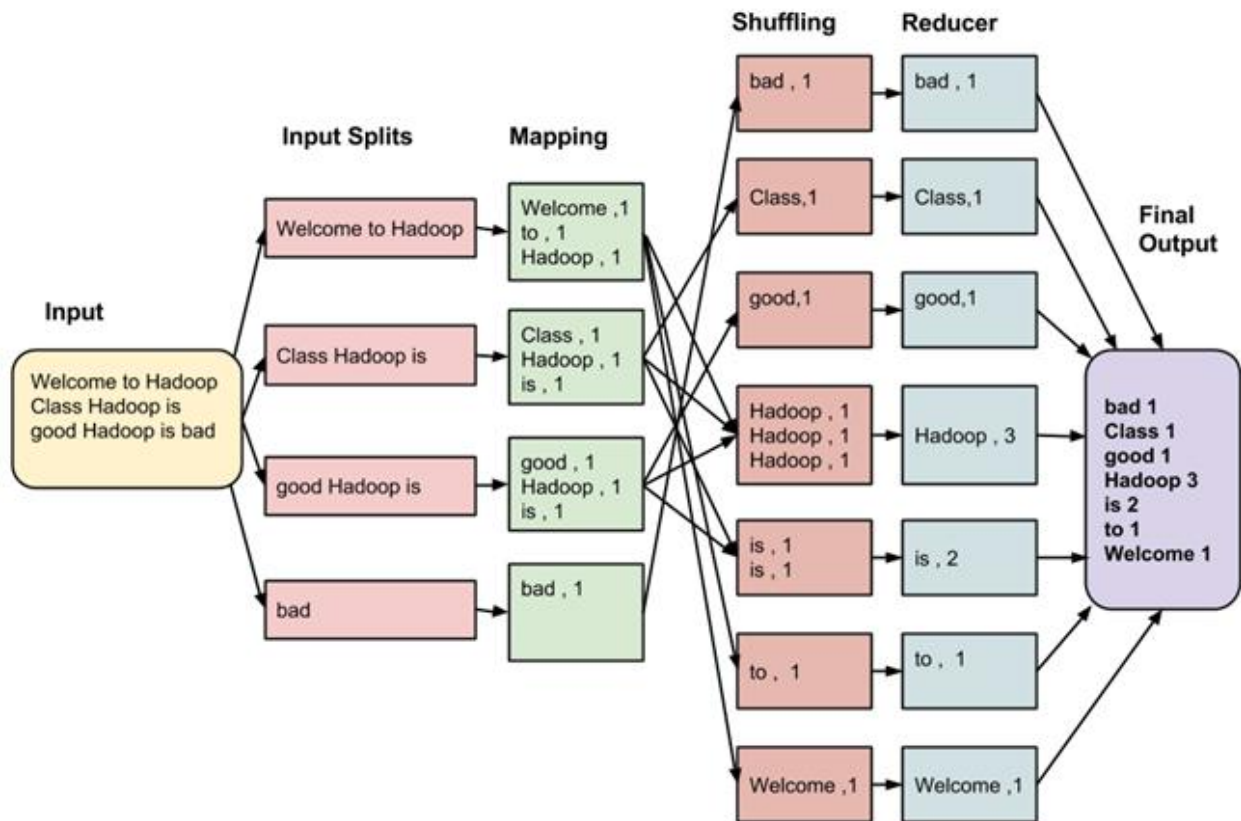 Input
Welcome to Hadoop
Class Hadoop is
good Hadoop is bad
Input Splits
Welcome to Hadoop
Class Hadoop is
good Hadoop is
bad
Mapping
Welcome ,1
to , 1
Hadoop , 1
Class , 1
Hadoop , 1
is , 1
good , 1
Hadoop , 1
is , 1
bad , 1
Shuffling
bad , 1
Class,1
good,1
Hadoop , 1
Hadoop , 1
Hadoop , 1
is , 1
is , 1
to , 1
Welcome ,1
Reducer
bad , 1
Class,1
good,1
Hadoop , 3
is , 2
to , 1
Welcome ,1
Final
Output
bad 1
Class 1
good 1
Hadoop 3
is 2
to 1
Welcome 1